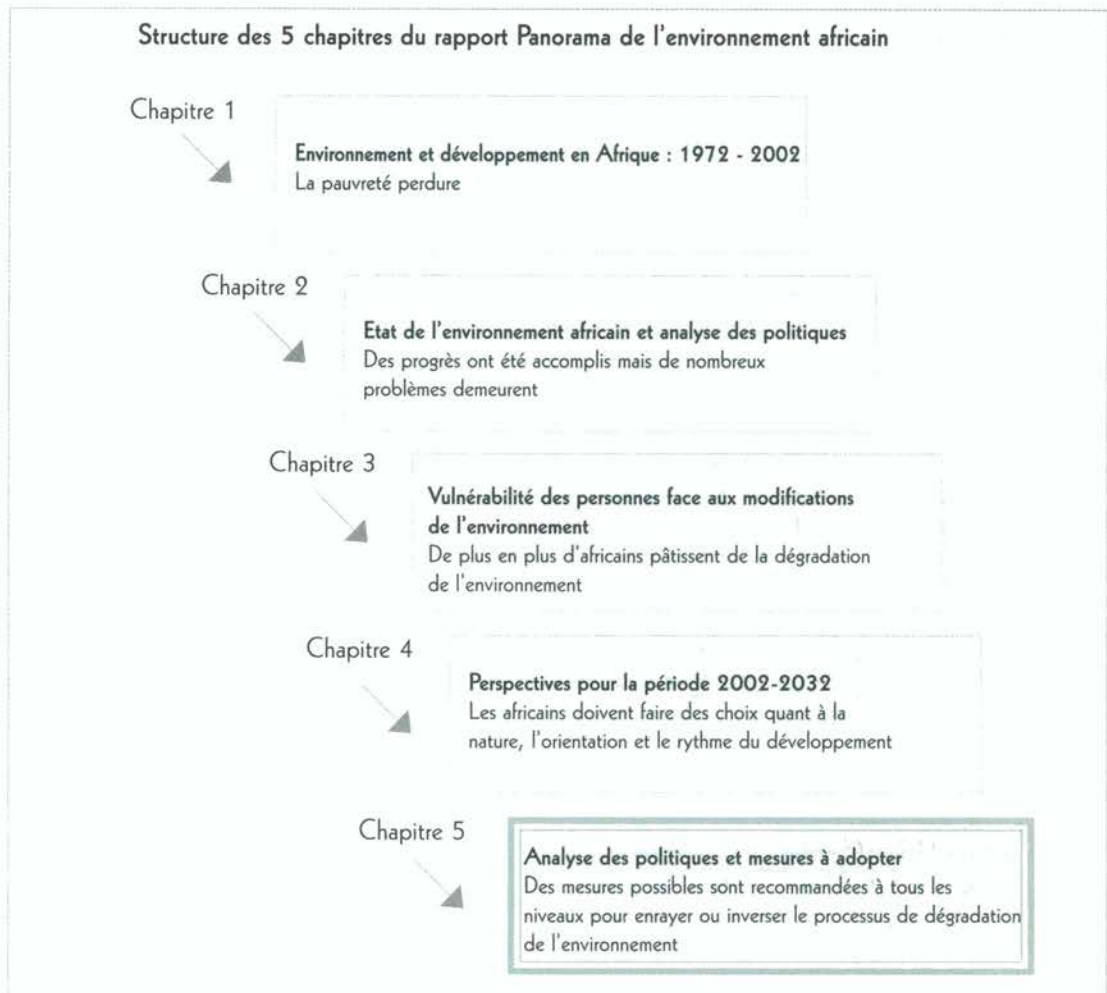 Structure des 5 chapitres du rapport Panorama de l'environnement africain
Chapitre 1
Environnement et développement en Afrique : 1972 - 2002
La pauvreté perdure
Chapitre 2
Etat de l'environnement africain et analyse des politiques
Des progrès ont été accomplis mais de nombreux
problèmes demeurent
Chapitre 3
Vulnérabilité des personnes face aux modifications
de l'environnement
De plus en plus d'africains pâtissent de la dégradation
de l'environnement
Chapitre 4
Perspectives pour la période 2002-2032
Les africains doivent faire des choix quant à la
nature, l'orientation et le rythme du développement
Chapitre 5
Analyse des politiques et mesures à adopter
Des mesures possibles sont recommandées à tous les
niveaux pour enrayer ou inverser le processus de dégradation
de l'environnement